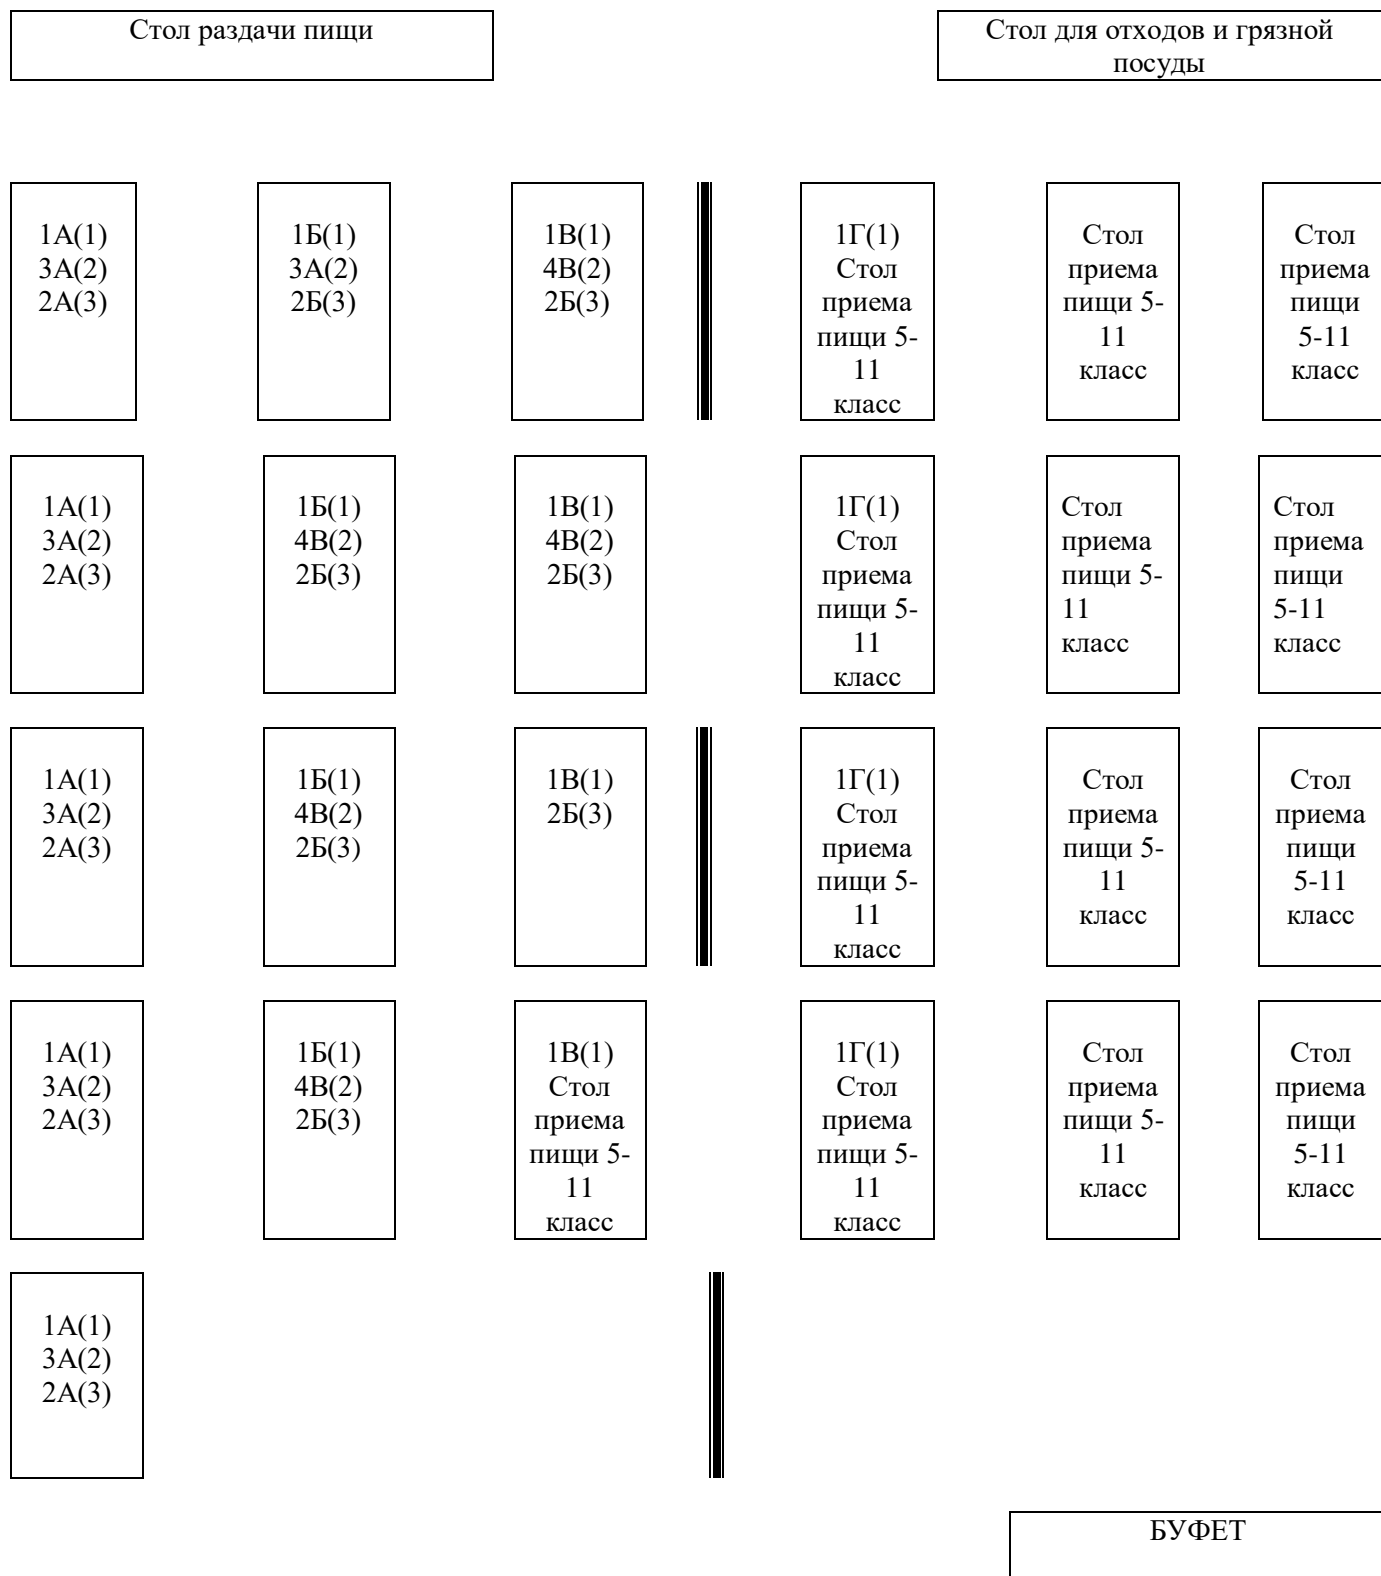 Стол раздачи пищи
Стол для отходов и грязной
посуды
1А(1)
3А(2)
2А(3)
1Б(1)
3А(2)
2Б(3)
1В(1)
4В(2)
2Б(3)
1Г(1)
Стол
приема
пищи 5-
11
класс
Стол
приема
пищи 5-
11
класс
Стол
приема
пищи
5-11
класс
1А(1)
3А(2)
2А(3)
1Б(1)
4В(2)
2Б(3)
1В(1)
4В(2)
2Б(3)
1Г(1)
Стол
приема
пищи 5-
11
класс
Стол
приема
пищи 5-
11
класс
Стол
приема
пищи
5-11
класс
1А(1)
3А(2)
2А(3)
1Б(1)
4В(2)
2Б(3)
1В(1)
2Б(3)
1Г(1)
Стол
приема
пищи 5-
11
класс
Стол
приема
пищи 5-
11
класс
Стол
приема
пищи
5-11
класс
1А(1)
3А(2)
2А(3)
1Б(1)
4В(2)
2Б(3)
1В(1)
Стол
приема
пищи 5-
11
класс
1Г(1)
Стол
приема
пищи 5-
11
класс
Стол
приема
пищи 5-
11
класс
Стол
приема
пищи
5-11
класс
1А(1)
3А(2)
2А(3)
БУФЕТ